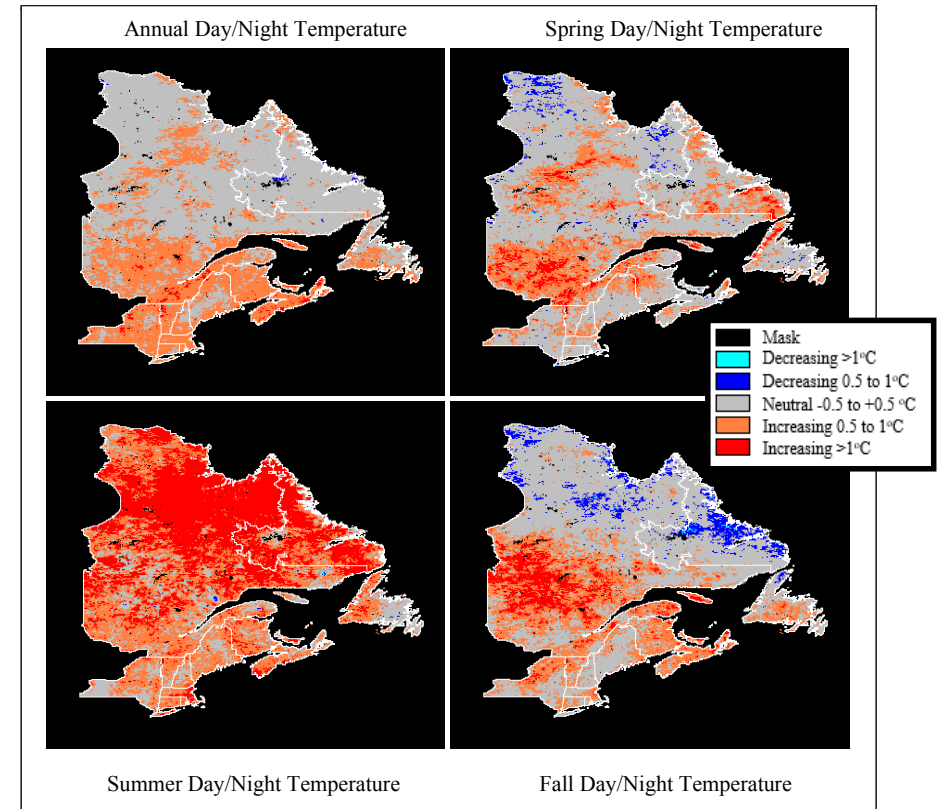 Annual Day/Night Temperature
Spring Day/Night Temperature
Mask
Decreasing >1°C
Decreasing 0.5 to 1°C
Neutral -0.5 to +0.5 °C
Increasing 0.5 to 1°C
Increasing >1°C
Summer Day/Night Temperature
Fall Day/Night Temperature